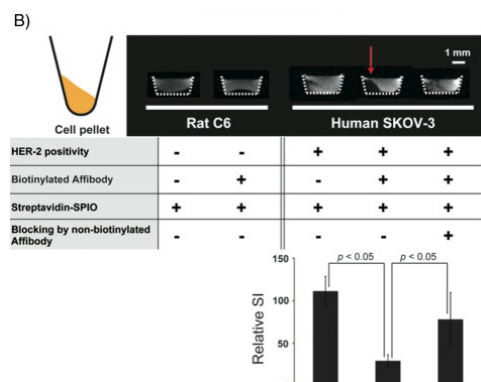 B)
1 mm
Cell pellet
Rat C6
Human SKOV-3
HER-2 positivity - - + + +
Biotinylated Affibody - + - + +
Streptavidin-SPIO + + + + +
Blocking by non-biotinylated
Affibody - - - - +
p < 0.05 p < 0.05
150
100
50
Relative SI